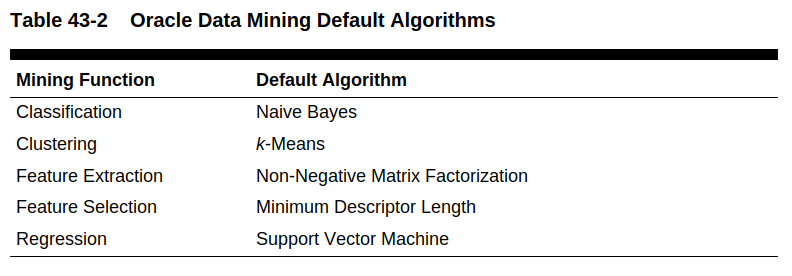 Table 43-2 Oracle Data Mining Default Algorithms
Mining Function Default Algorithm
Classification Naive Bayes
Clustering k-Means
Feature Extraction Non-Negative Matrix Factorization
Feature Selection Minimum Descriptor Length
Regression Support Vector Machine